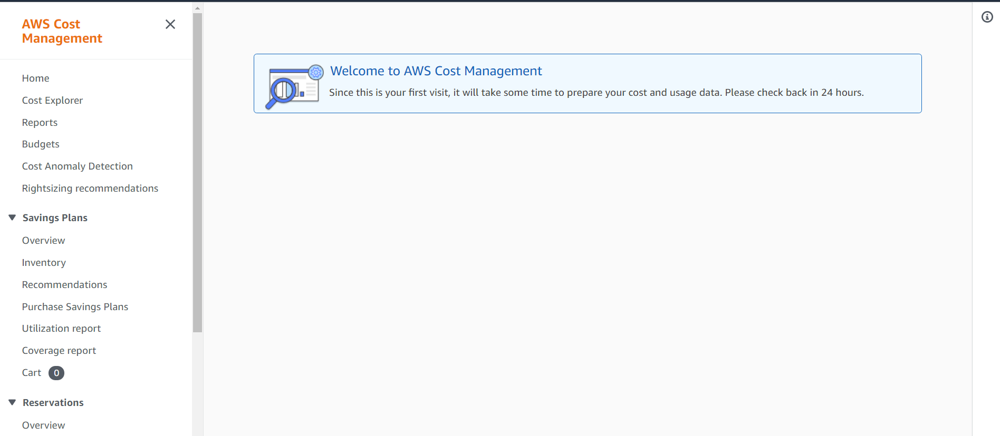 AWS Cost
Management
Home
Cost Explorer
Reports
Budgets
Cost Anomaly Detection
Rightsizing recommendations
Savings Plans
Overview
Inventory
Recommendations
Purchase Savings Plans
Utilization report
Coverage report
Cart 0
Reservations
Overview
Welcome to AWS Cost Management
Since this is your first visit, it will take some time to prepare your cost and usage data. Please check back in 24 hours.